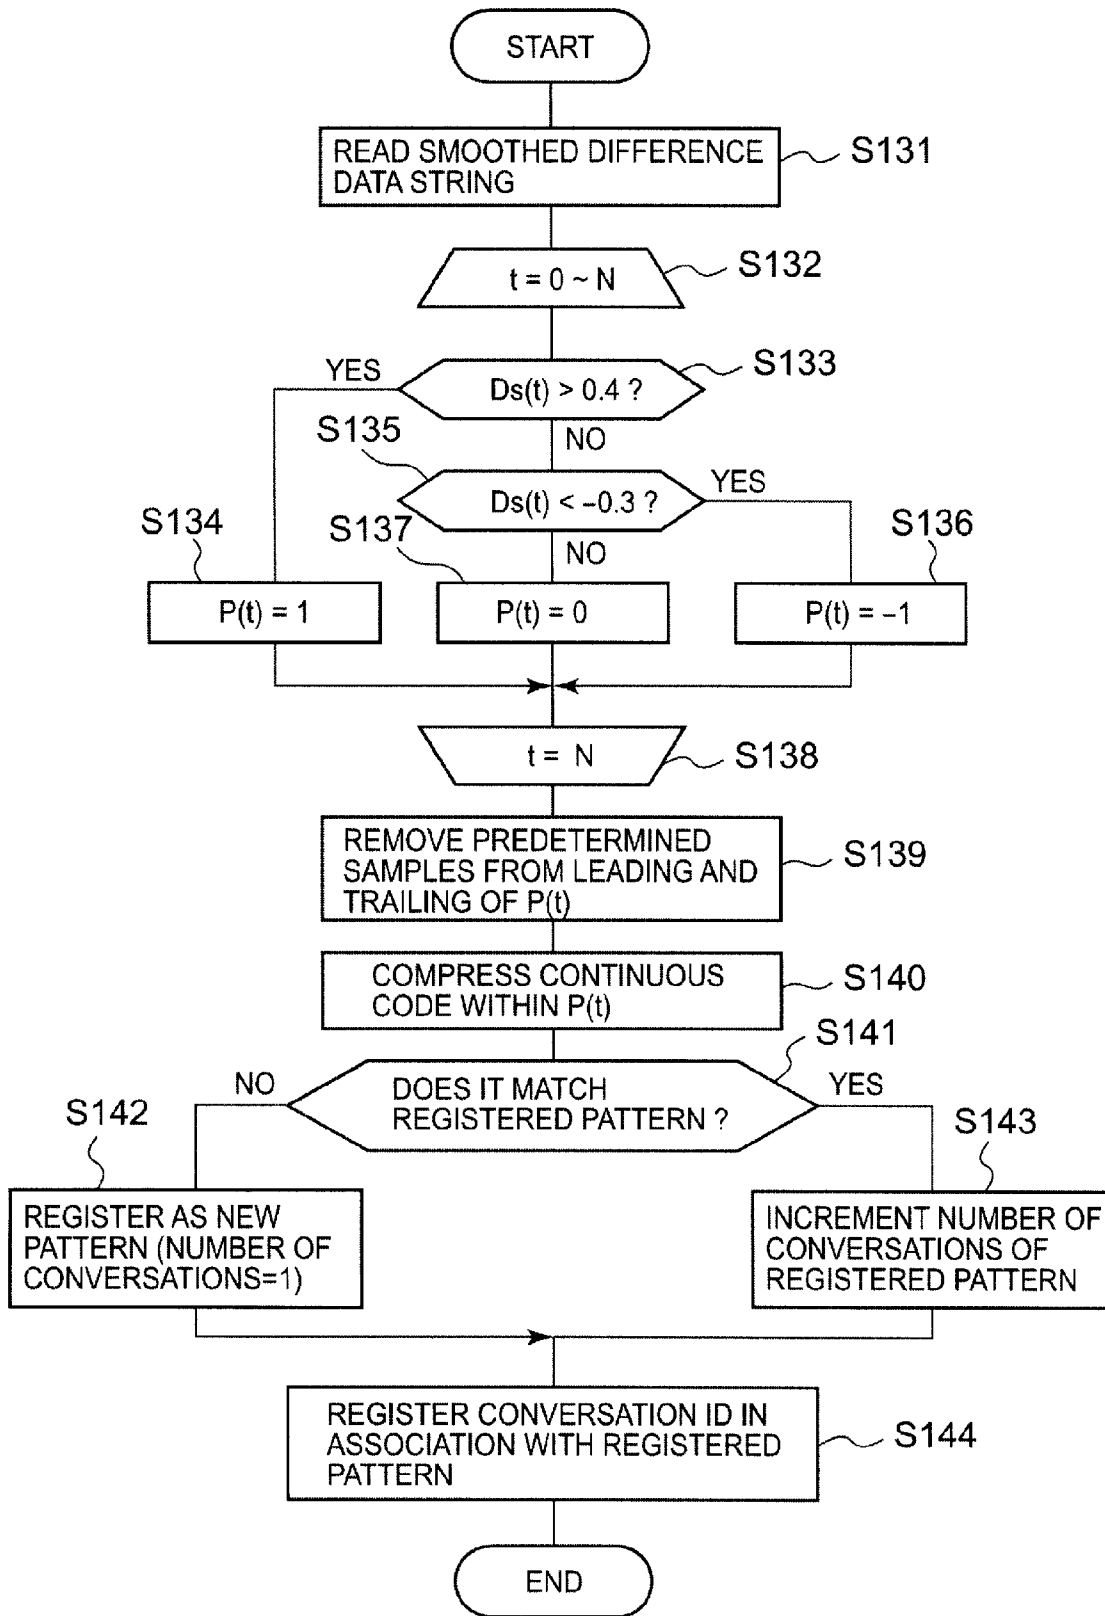 START
READ SMOOTHED DIFFERENCE
DATA STRING
S131
t = 0 ~ N
S132
YES
Ds(t) > 0.4 ?
S133
NO
S135
Ds(t) < −0.3 ?
YES
S134
S137
NO
S136
P(t) = 1
P(t) = 0
P(t) = −1
t = N
S138
REMOVE PREDETERMINED
SAMPLES FROM LEADING AND
TRAILING OF P(t)
S139
COMPRESS CONTINUOUS
CODE WITHIN P(t)
S140
S141
NO
DOES IT MATCH
REGISTERED PATTERN ?
YES
S142
S143
REGISTER AS NEW
PATTERN (NUMBER OF
CONVERSATIONS=1)
INCREMENT NUMBER OF
CONVERSATIONS OF
REGISTERED PATTERN
REGISTER CONVERSATION ID IN
ASSOCIATION WITH REGISTERED
PATTERN
S144
END